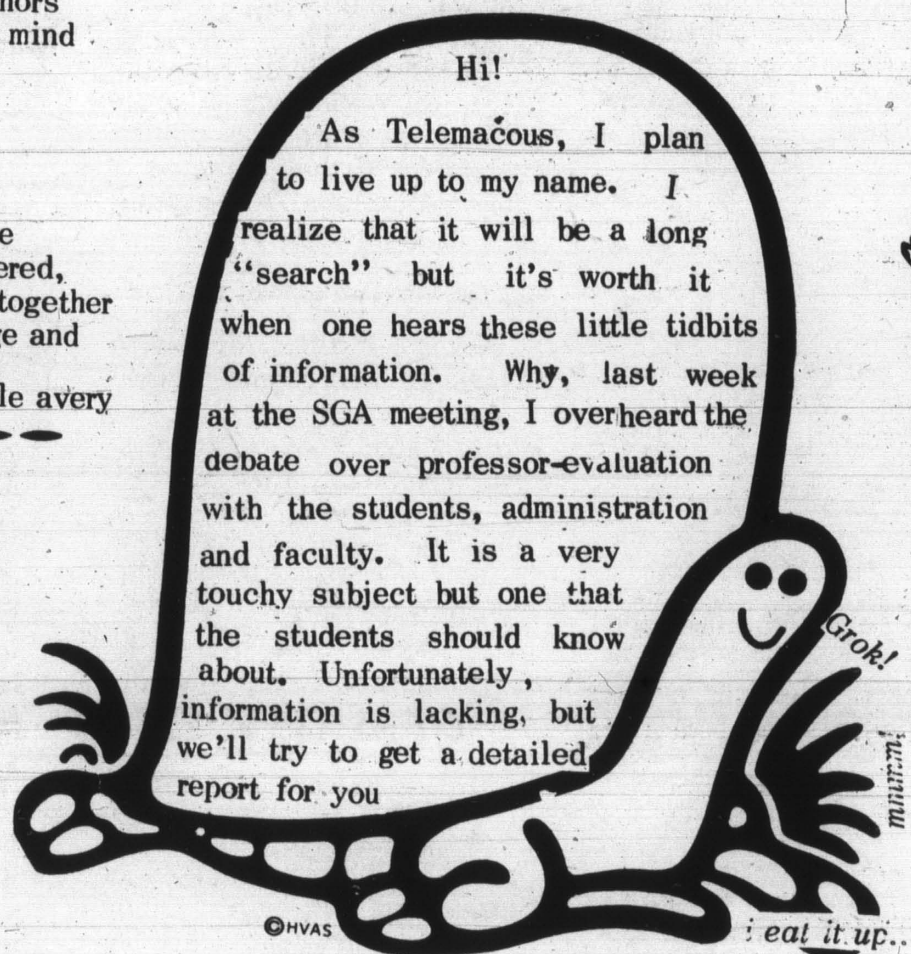 mind
e
ered,
together
e and
le avery
Hi!
As Telemacous, I plan
to live up to my name. I
realize that it will be a long
“search” but it's worth it
when one hears these little tidbits
of information. Why, last week
at the SGA meeting, I overheard the
debate over professor-evaluation
with the students, administration
and faculty. It is a very
touchy subject but one that
the students should know
about. Unfortunately,
information is lacking, but
we'll try to get a detailed
report for you
Grok!
©HVAS
eat it up..